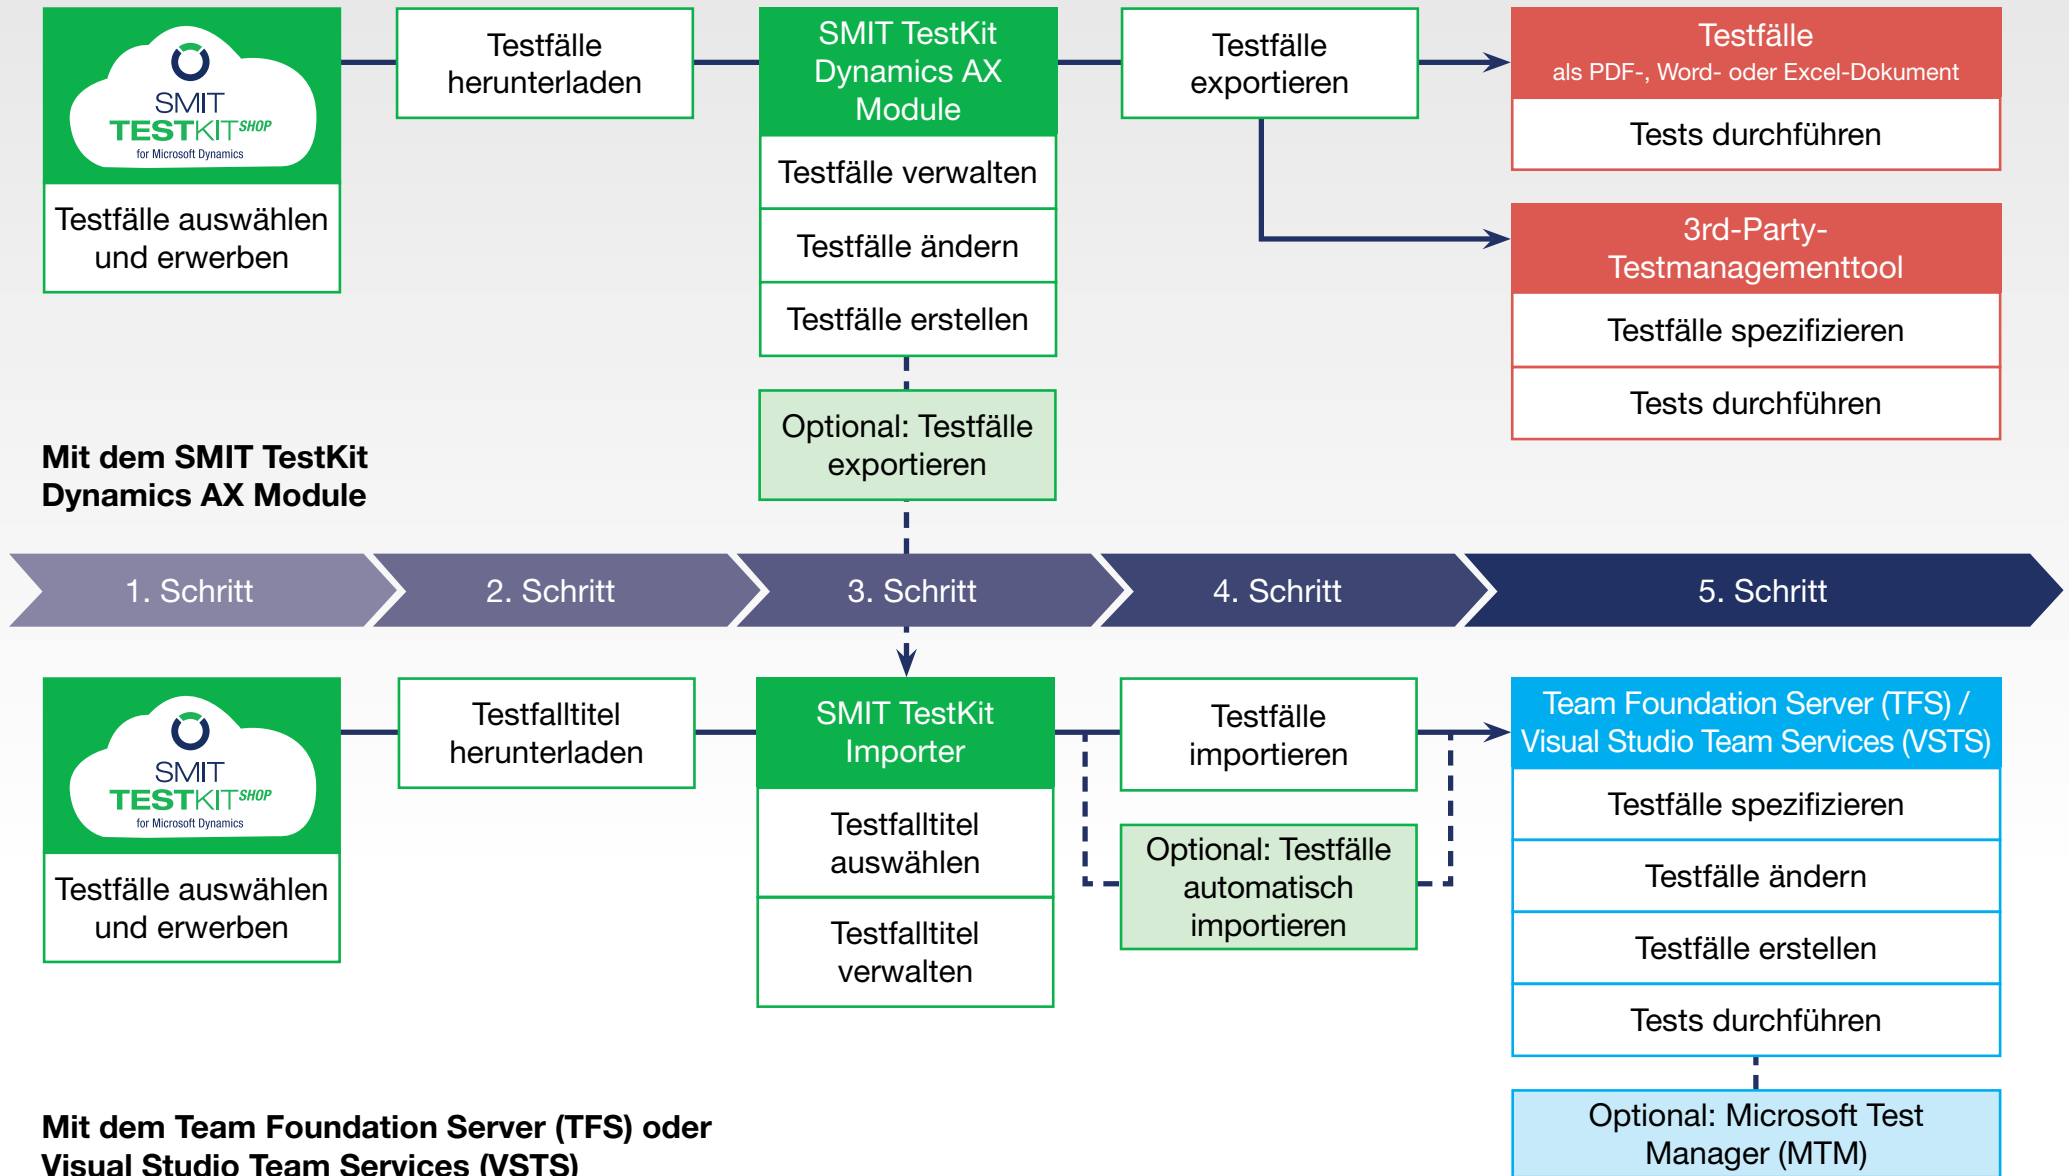 SMIT
TESTKIT SHOP
for Microsoft Dynamics
Testfälle auswählen
und erwerben
Testfälle
herunterladen
SMIT TestKit
Dynamics AX
Module
Testfälle verwalten
Testfälle ändern
Testfälle erstellen
Optional: Testfälle
exportieren
Testfälle
exportieren
Testfälle
als PDF-, Word- oder Excel-Dokument
Tests durchführen
3rd-Party-
Testmanagementtool
Testfälle spezifizieren
Tests durchführen
Mit dem SMIT TestKit
Dynamics AX Module
1. Schritt
2. Schritt
3. Schritt
4. Schritt
5. Schritt
SMIT
TESTKIT SHOP
for Microsoft Dynamics
Testfälle auswählen
und erwerben
Testfalltitel
herunterladen
SMIT TestKit
Importer
Testfalltitel
auswählen
Testfalltitel
verwalten
Testfälle
importieren
Optional: Testfälle
automatisch
importieren
Team Foundation Server (TFS) /
Visual Studio Team Services (VSTS)
Testfälle spezifizieren
Testfälle ändern
Testfälle erstellen
Tests durchführen
Optional: Microsoft Test
Manager (MTM)
Mit dem Team Foundation Server (TFS) oder
Visual Studio Team Services (VSTS)